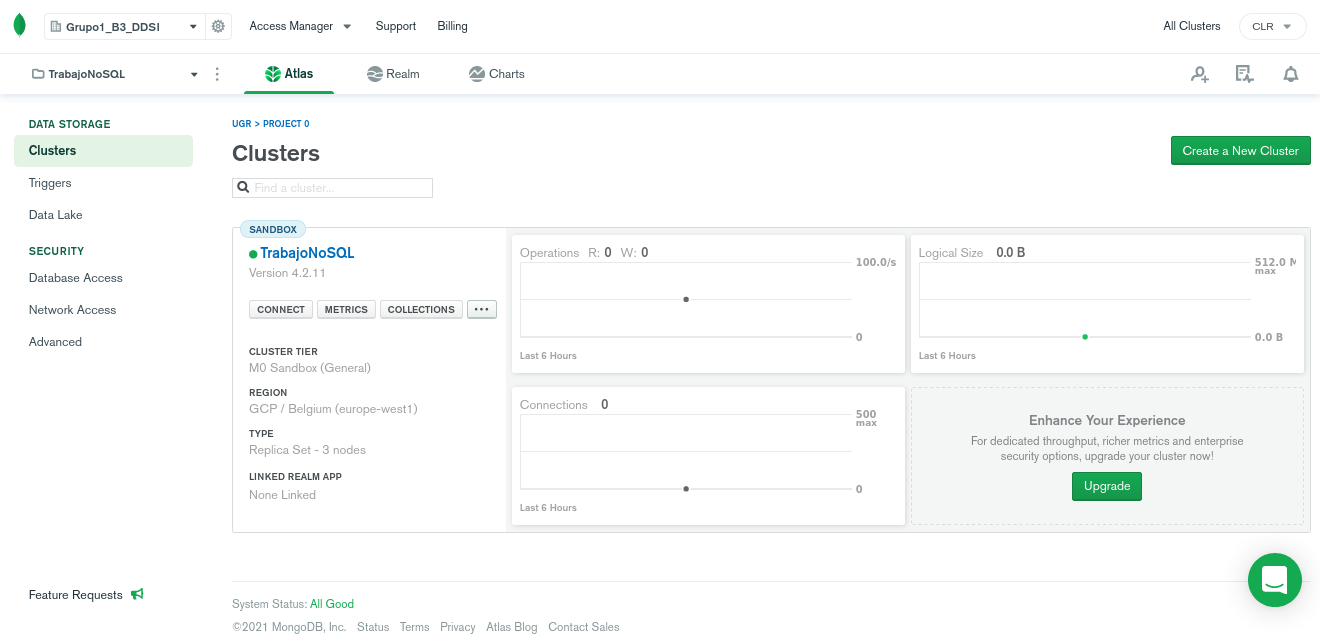 Grupo1_B3_DDSI
Access Manager
Support
Billing
All Clusters
CLR
TrabajoNoSQL
Atlas
Realm
Charts
DATA STORAGE
Clusters
Triggers
Data Lake
SECURITY
Database Access
Network Access
Advanced
Feature Requests
UGR > PROJECT 0
Clusters
Create a New Cluster
Find a cluster...
SANDBOX
TrabajoNoSQL
Version 4.2.11
CONNECT METRICS COLLECTIONS ...
CLUSTER TIER
M0 Sandbox (General)
REGION
GCP / Belgium (europe-west1)
TYPE
Replica Set - 3 nodes
LINKED REALM APP
None Linked
Operations R: 0 W: 0
100.0/s
0
Last 6 Hours
Logical Size 0.0 B
512.0 M
max
0.0 B
Last 6 Hours
Connections 0
500
max
0
Last 6 Hours
Enhance Your Experience
For dedicated throughput, richer metrics and enterprise
security options, upgrade your cluster now!
Upgrade
System Status: All Good
©2021 MongoDB, Inc. Status Terms Privacy Atlas Blog Contact Sales